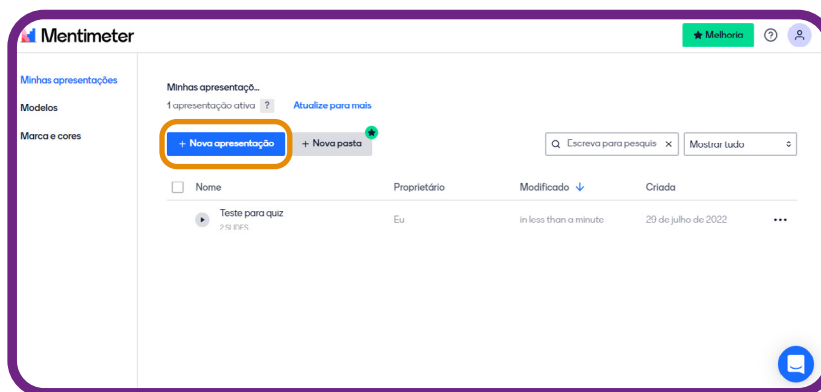 Mentimeter
★ Melhoria
?
Minhas apresentações
Modelos
Marca e cores
Minhas apresentaçõ...
1 apresentação ativa ? Atualize para mais
+ Nova apresentação + Nova pasta
Escreva para pesquis × Mostrar tudo
Nome Proprietário Modificado ↓ Criada
Teste para quiz Eu in less than a minute 29 de julho de 2022 •••
2 SLIDES